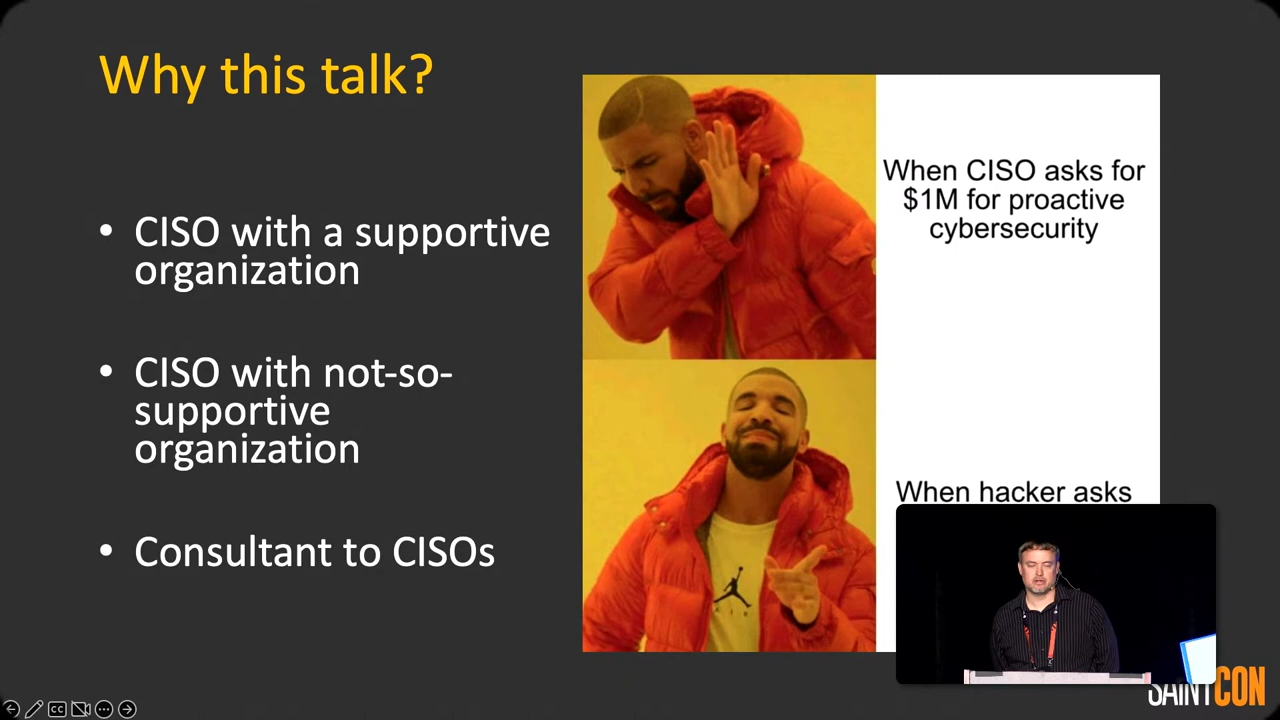 Why this talk?
• CISO with a supportive
organization
• CISO with not-so-
supportive
organization
• Consultant to CISOs
When CISO asks for
$1M for proactive
cybersecurity
When hacker asks
CC
SAINTCON